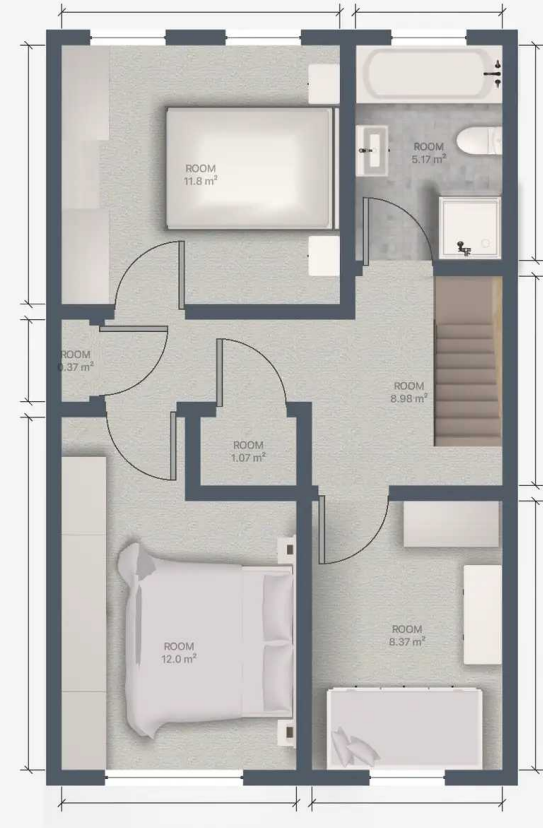 ROOM
11.8 m²
ROOM
5.17 m²
ROOM
0.37 m²
ROOM
8.98 m²
ROOM
1.07 m²
ROOM
12.0 m²
ROOM
8.37 m²